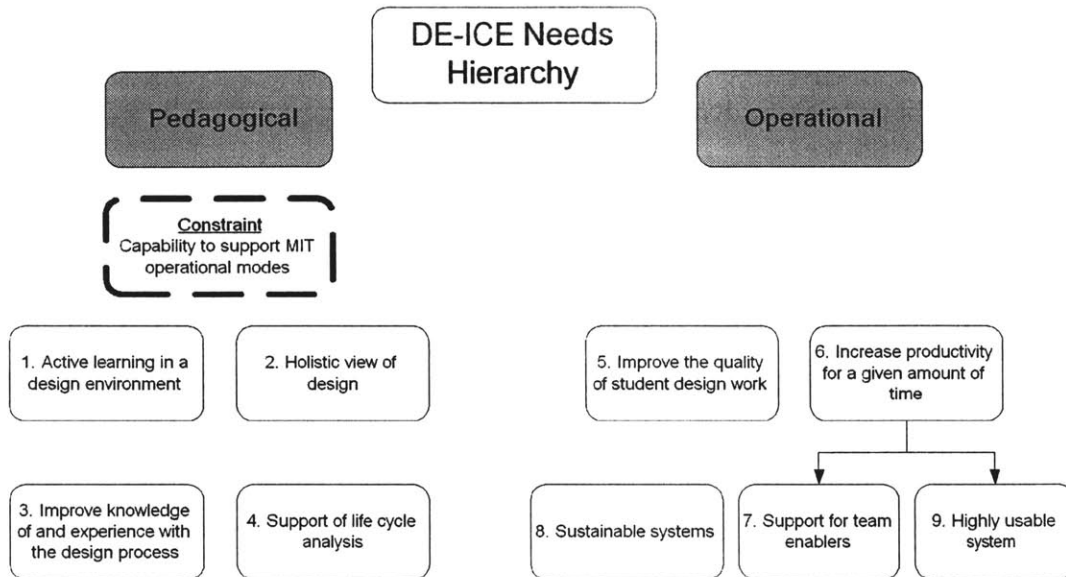 DE-ICE Needs
Hierarchy
Pedagogical
Operational
Constraint
Capability to support MIT
operational modes
1. Active learning in a
design environment
2. Holistic view of
design
5. Improve the quality
of student design work
6. Increase productivity
for a given amount of
time
3. Improve knowledge
of and experience with
the design process
4. Support of life cycle
analysis
8. Sustainable systems
7. Support for team
enablers
9. Highly usable
system